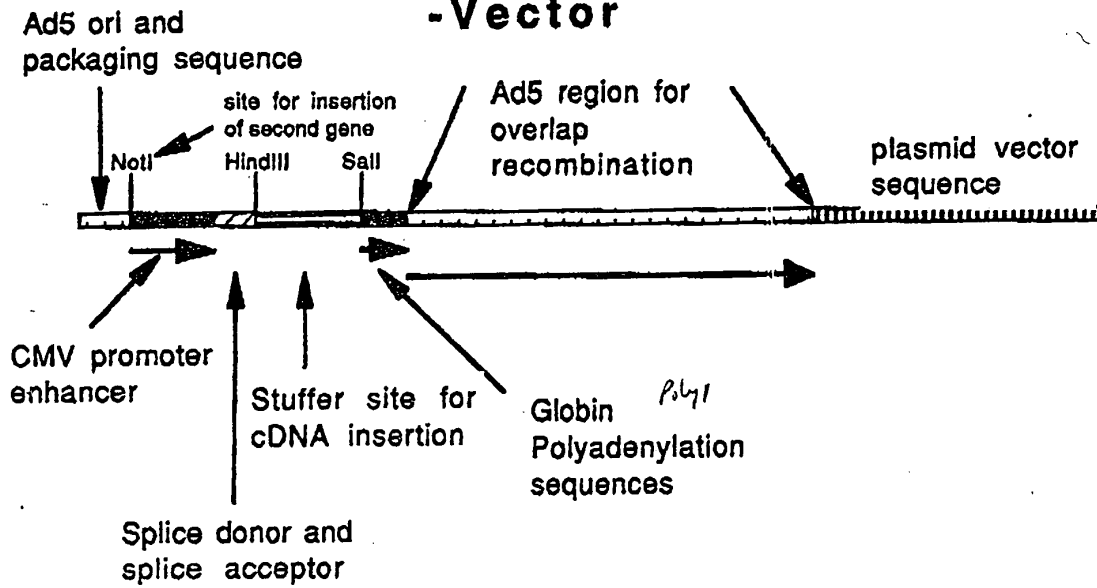 -Vector
Ad5 ori and
packaging sequence
site for insertion
of second gene
NotI
HindIII
SalI
Ad5 region for
overlap
recombination
plasmid vector
sequence
CMV promoter
enhancer
Stuffer site for
cDNA insertion
Globin
Polyadenylation
sequences
Splice donor and
splice acceptor